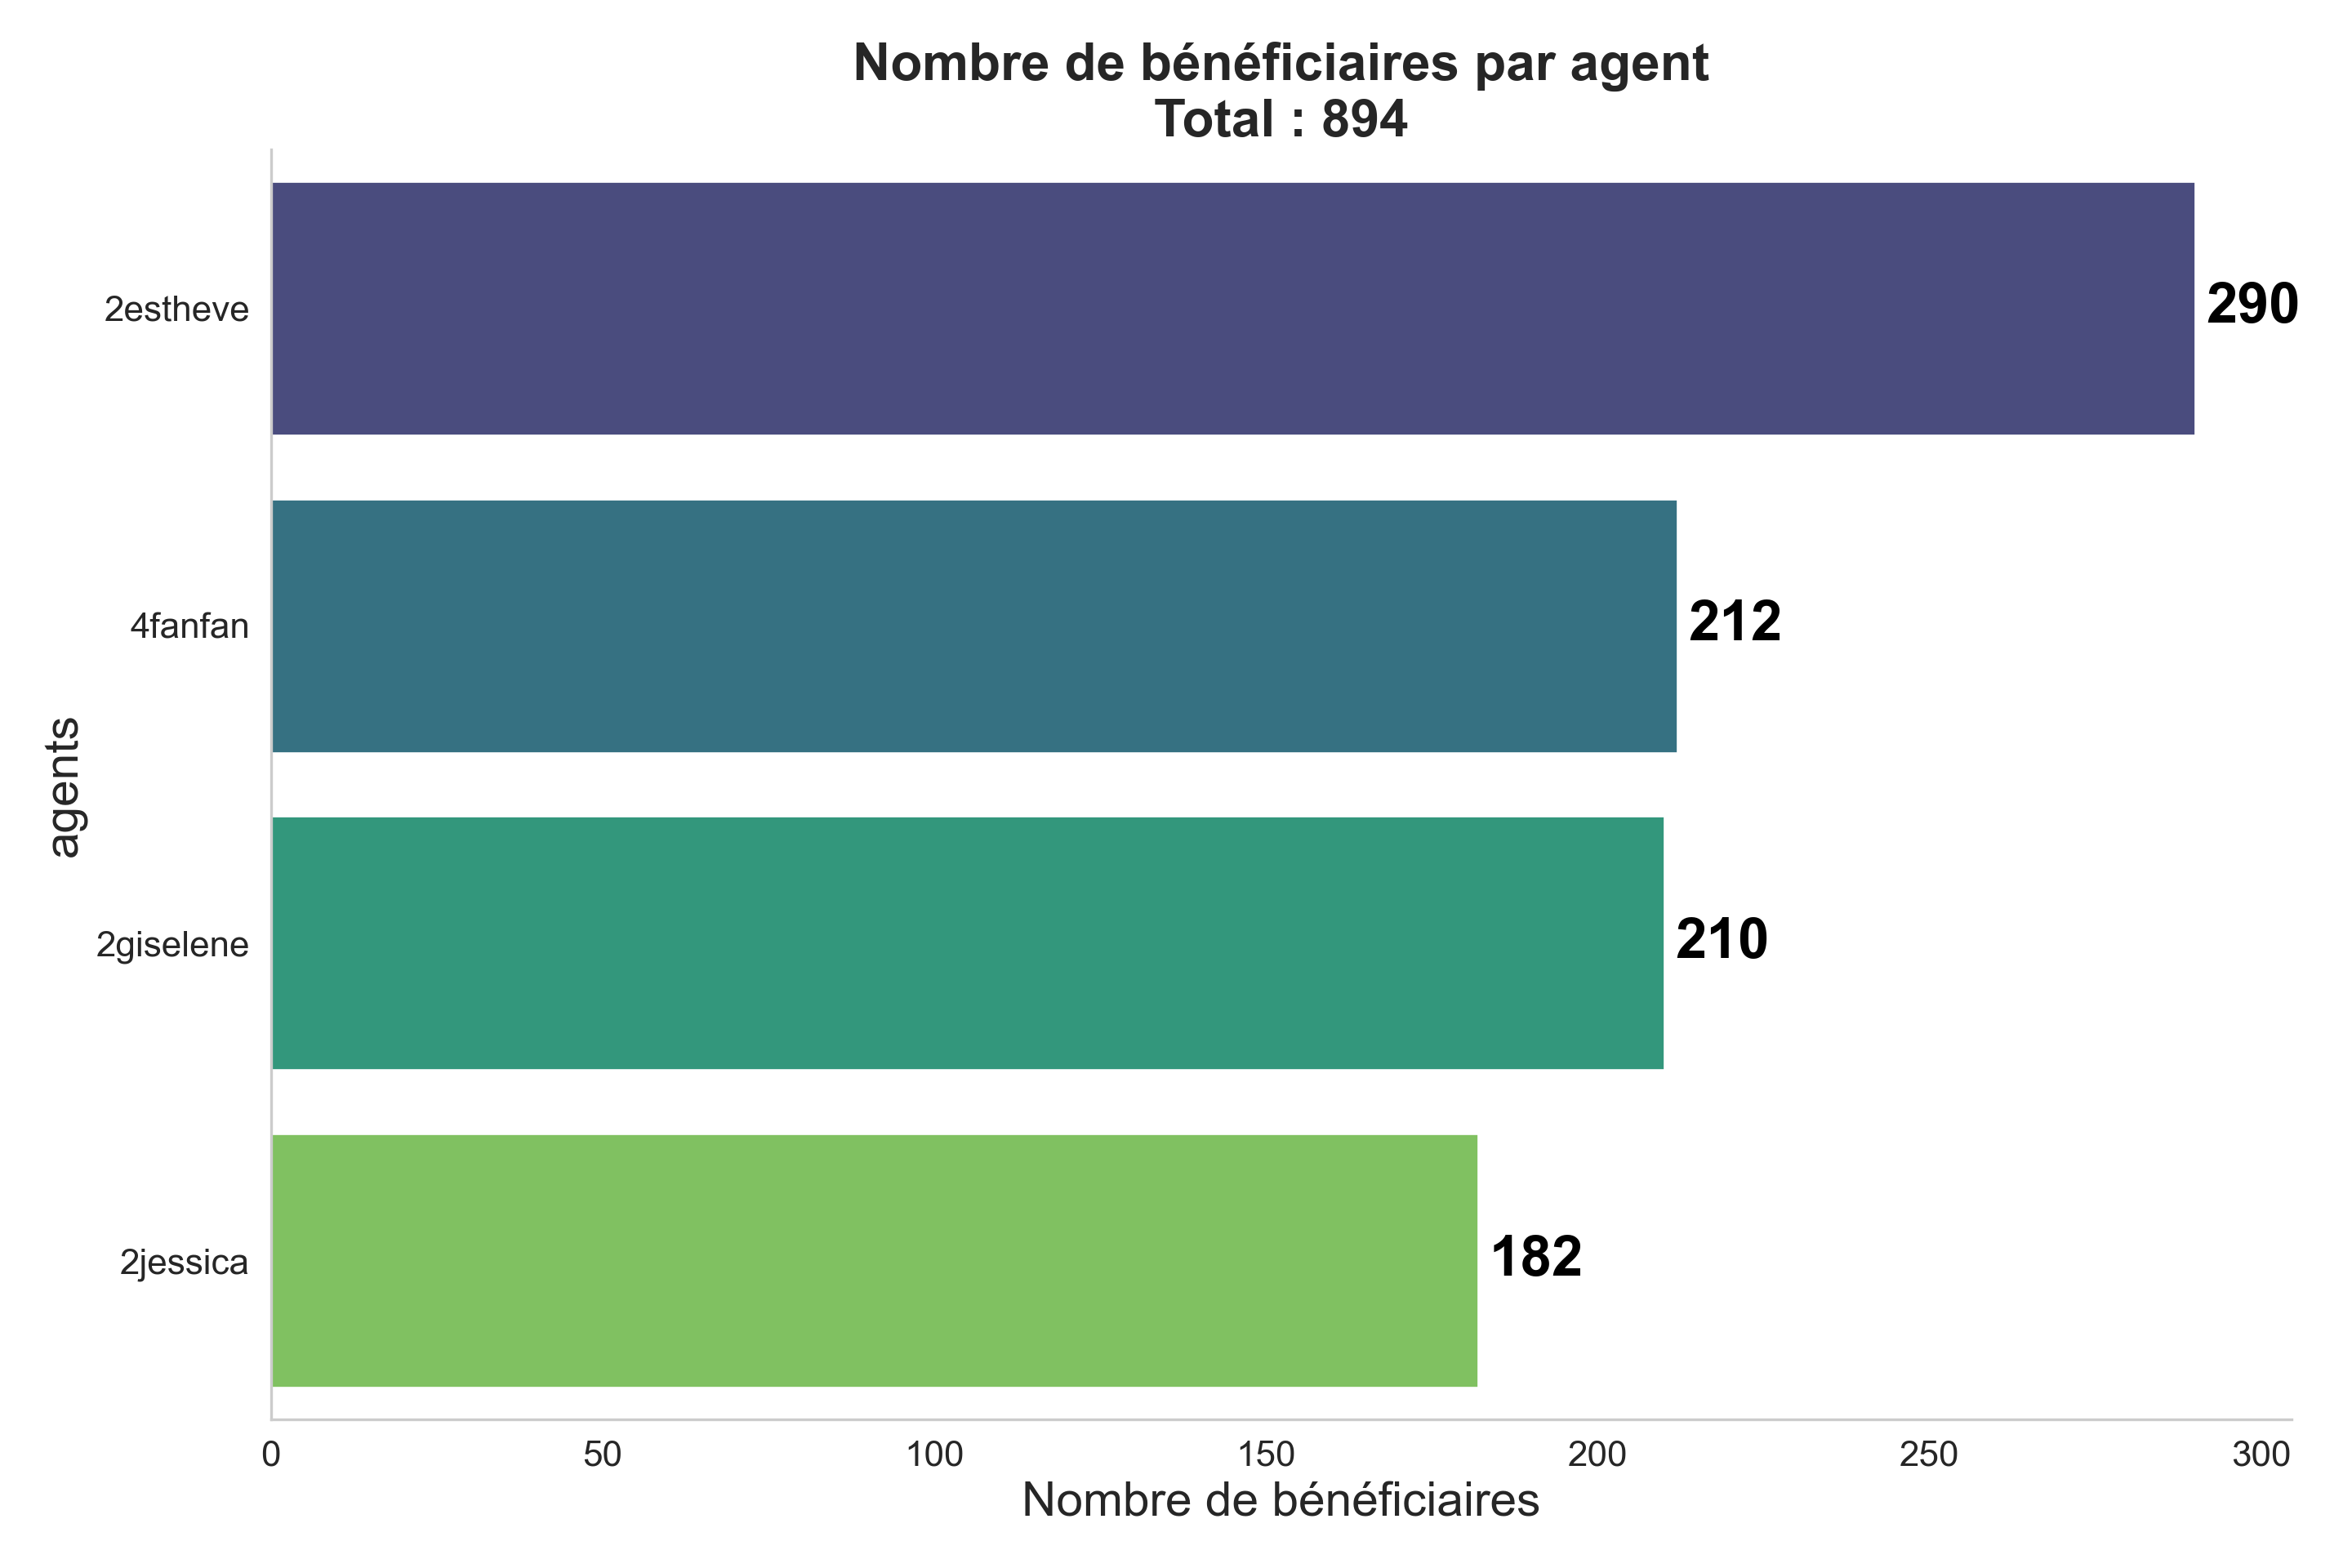 Nombre de bénéficiaires par agent
Total : 894
2estheve
290
4fanfan
212
agents
2giselene
210
2jessica
182
0 50 100 150 200 250 300
Nombre de bénéficiaires